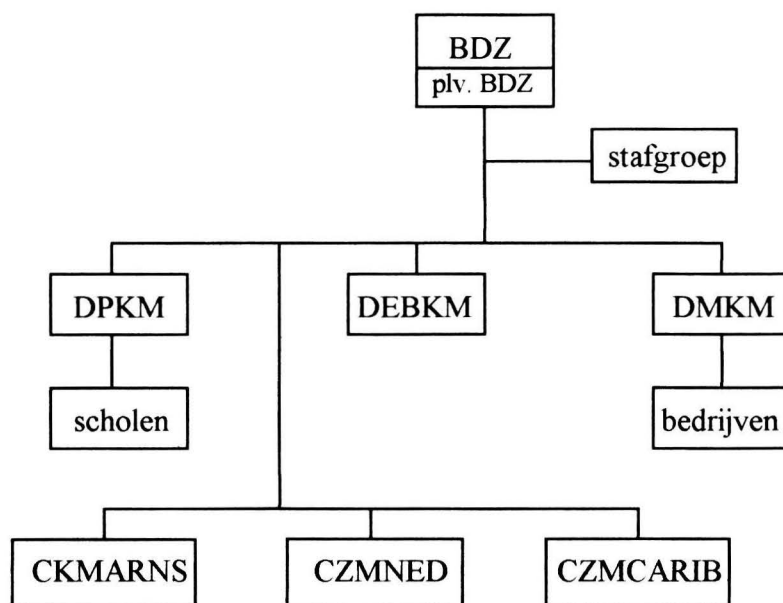 BDZ
plv. BDZ
stafgroep
DPKM
DEBKM
DMKM
scholen
bedrijven
CKMARNS
CZMNED
CZMCARIB